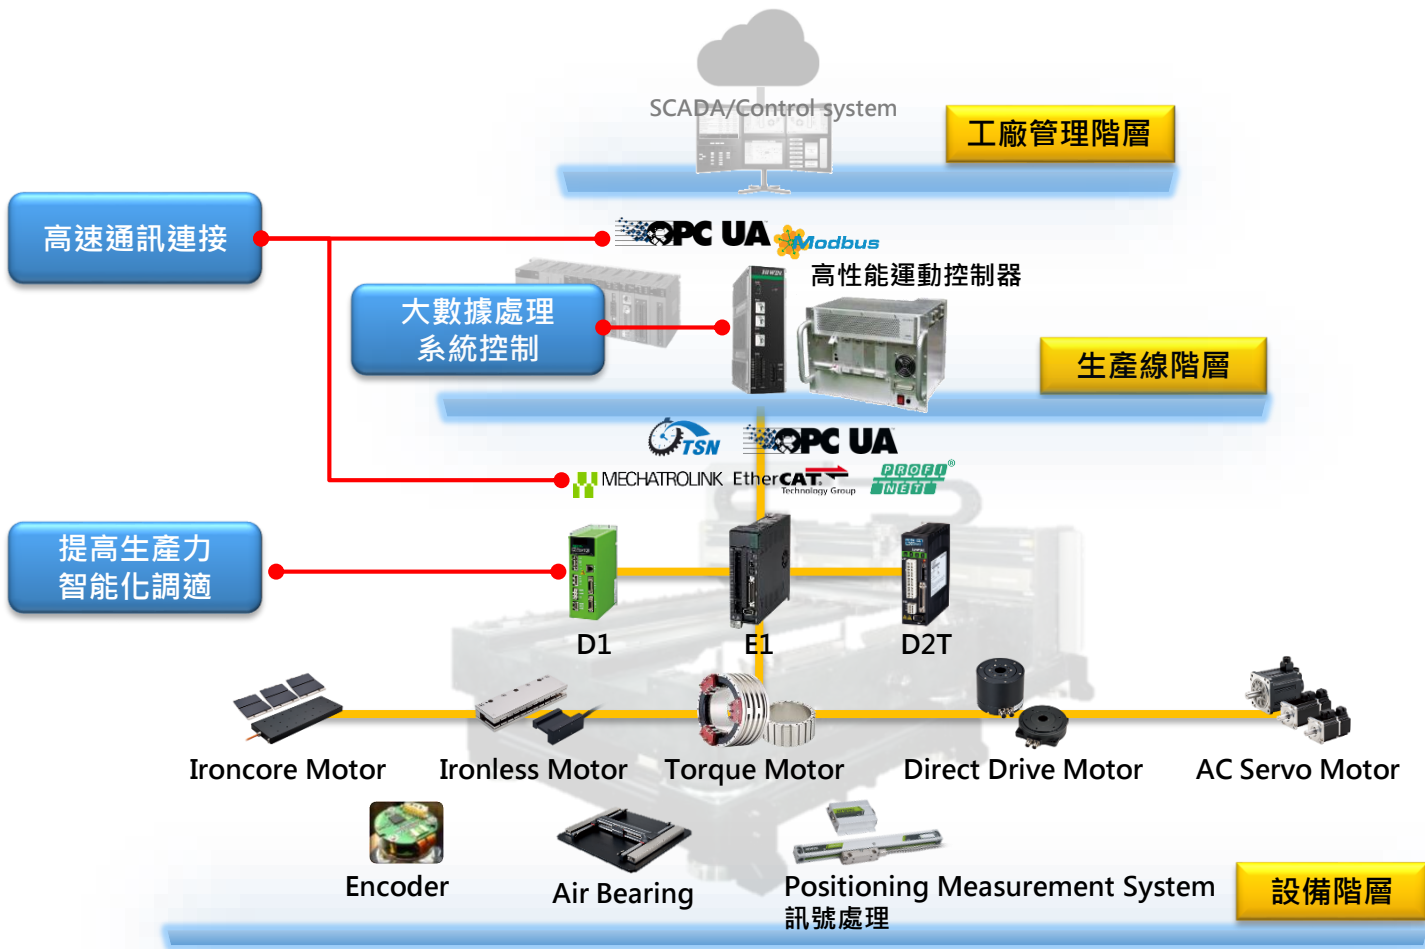 SCADA/Control system
工廠管理階層
高速通訊連接
OPC UA
Modbus
高性能運動控制器
HIWIN
大數據處理
系統控制
生產線階層
TSN
OPC UA
MECHATROLINK
EtherCAT
Technology Group
PROFI
NET
提高生產力
智能化調適
D1
E1
D2T
Ironcore Motor
Ironless Motor
Torque Motor
Direct Drive Motor
AC Servo Motor
Encoder
Air Bearing
Positioning Measurement System
訊號處理
設備階層